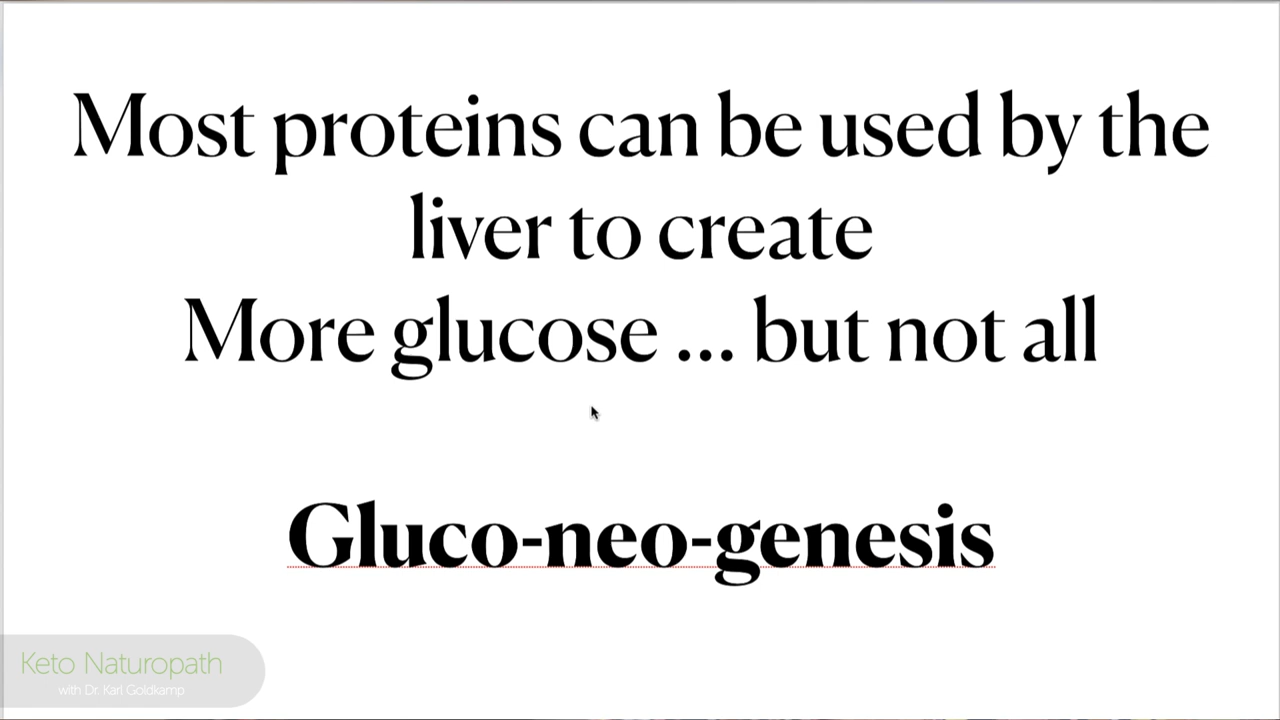 Most proteins can be used by the
liver to create
More glucose ... but not all
Gluco-neo-genesis
Keto Naturopath
with Dr. Karl Goldkamp